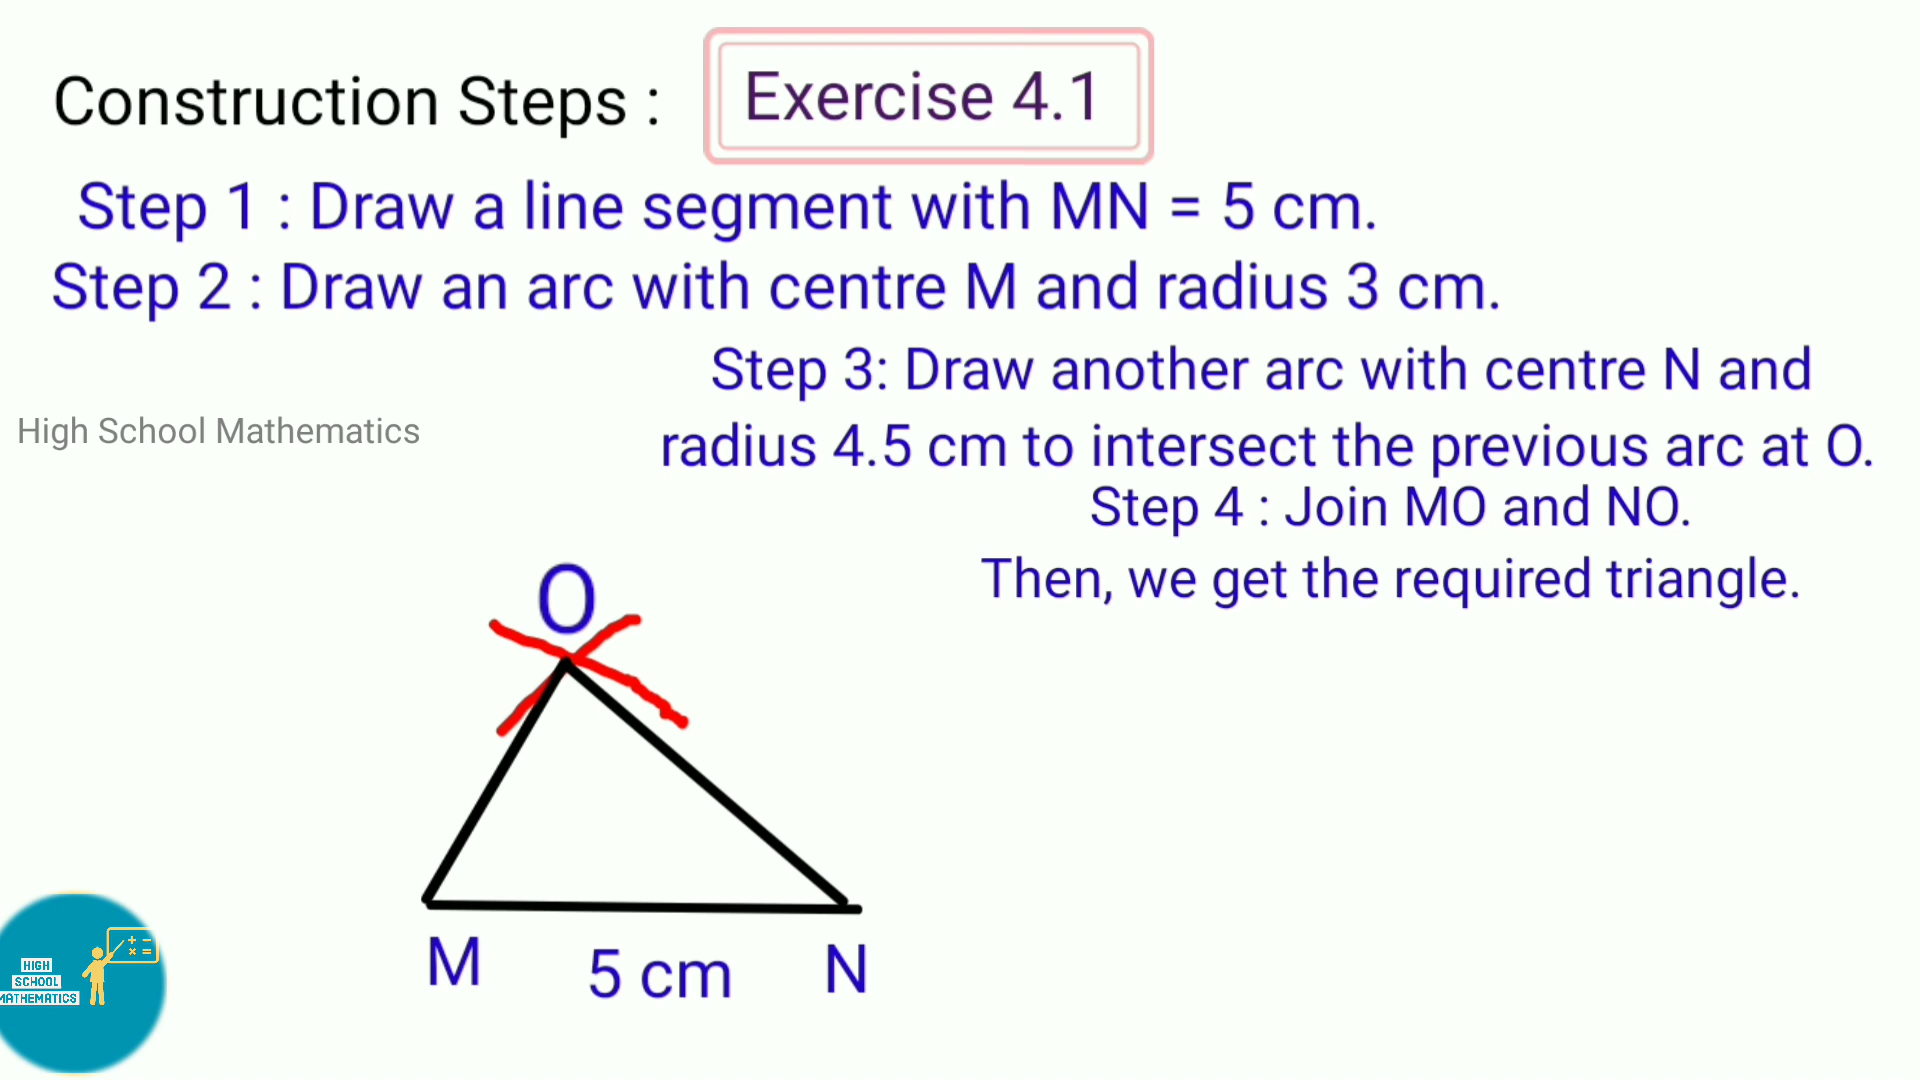 Construction Steps :
Exercise 4.1
Step 1 : Draw a line segment with MN = 5 cm.
Step 2 : Draw an arc with centre M and radius 3 cm.
Step 3: Draw another arc with centre N and
radius 4.5 cm to intersect the previous arc at O.
High School Mathematics
Step 4 : Join MO and NO.
Then, we get the required triangle.
O
M
5 cm
N
HIGH
SCHOOL
MATHEMATICS
+ −
× =